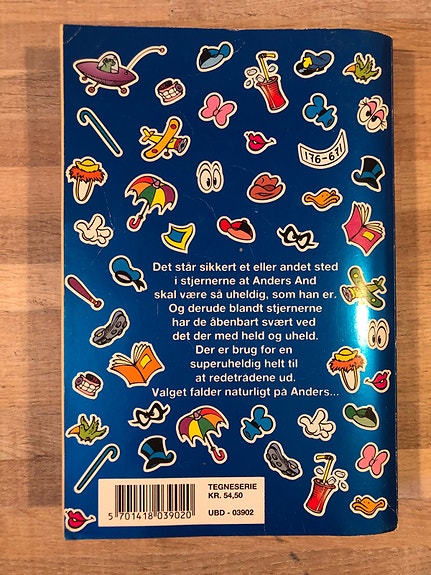 176-671
Det står sikkert et eller andet sted
i stjernerne at Anders And
skal være så uheldig, som han er.
Og derude blandt stjernerne
har de åbenbart svært ved
det der med held og uheld.
Der er brug for en
superuheldig helt til
at redetrådene ud.
Valget falder naturligt på Anders...
TEGNESERIE
KR. 54,50
UBD - 03902
5 701418 039020